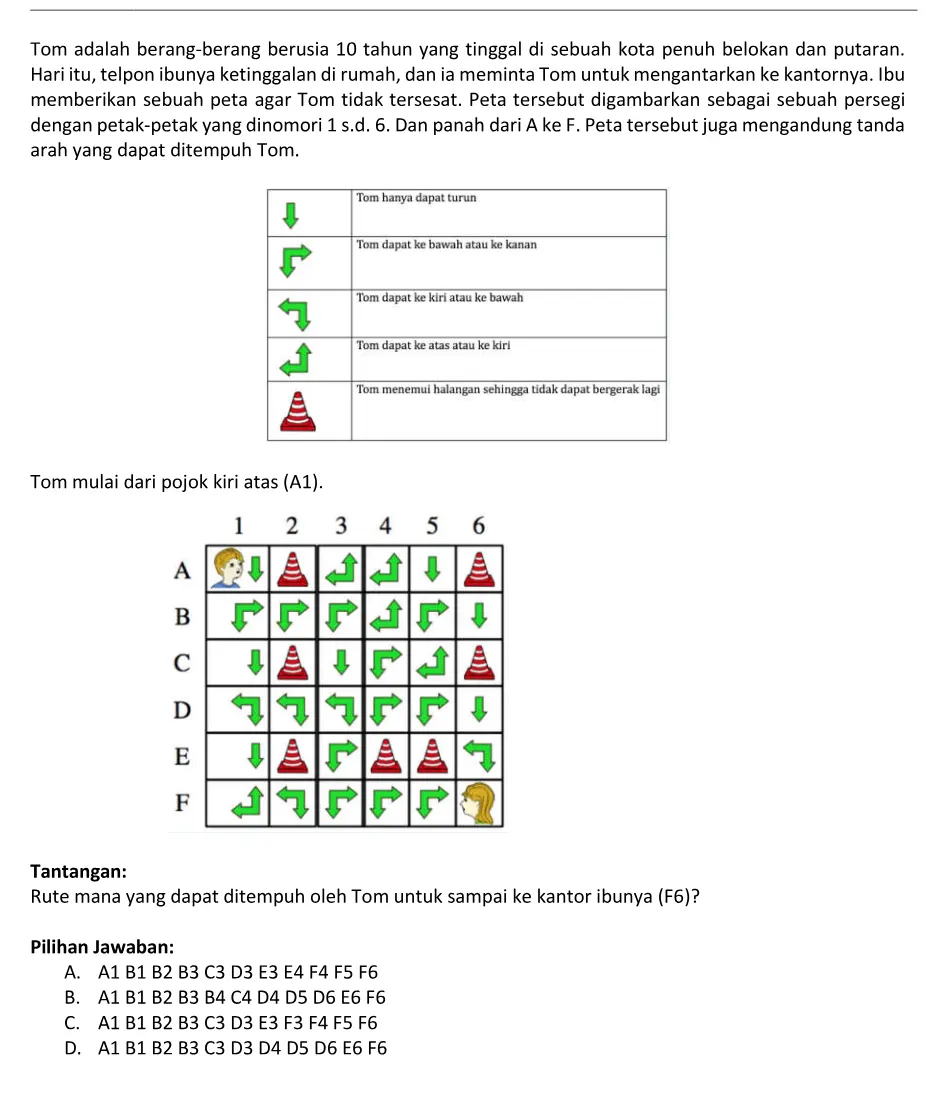 Tom adalah berang-berang berusia 10 tahun yang tinggal di sebuah kota penuh belokan dan putaran.
Hari itu, telpon ibunya ketinggalan di rumah, dan ia meminta Tom untuk mengantarkan ke kantornya. Ibu
memberikan sebuah peta agar Tom tidak tersesat. Peta tersebut digambarkan sebagai sebuah persegi
dengan petak-petak yang dinomori 1 s.d. 6. Dan panah dari A ke F. Peta tersebut juga mengandung tanda
arah yang dapat ditempuh Tom.
Tom hanya dapat turun
Tom dapat ke bawah atau ke kanan
Tom dapat ke kiri atau ke bawah
Tom dapat ke atas atau ke kiri
Tom menemui halangan sehingga tidak dapat bergerak lagi
Tom mulai dari pojok kiri atas (A1).
1 2 3 4 5 6
A
B
C
D
E
F
Tantangan:
Rute mana yang dapat ditempuh oleh Tom untuk sampai ke kantor ibunya (F6)?
Pilihan Jawaban:
A. A1 B1 B2 B3 C3 D3 E3 E4 F4 F5 F6
B. A1 B1 B2 B3 B4 C4 D4 D5 D6 E6 F6
C. A1 B1 B2 B3 C3 D3 E3 F3 F4 F5 F6
D. A1 B1 B2 B3 C3 D3 D4 D5 D6 E6 F6